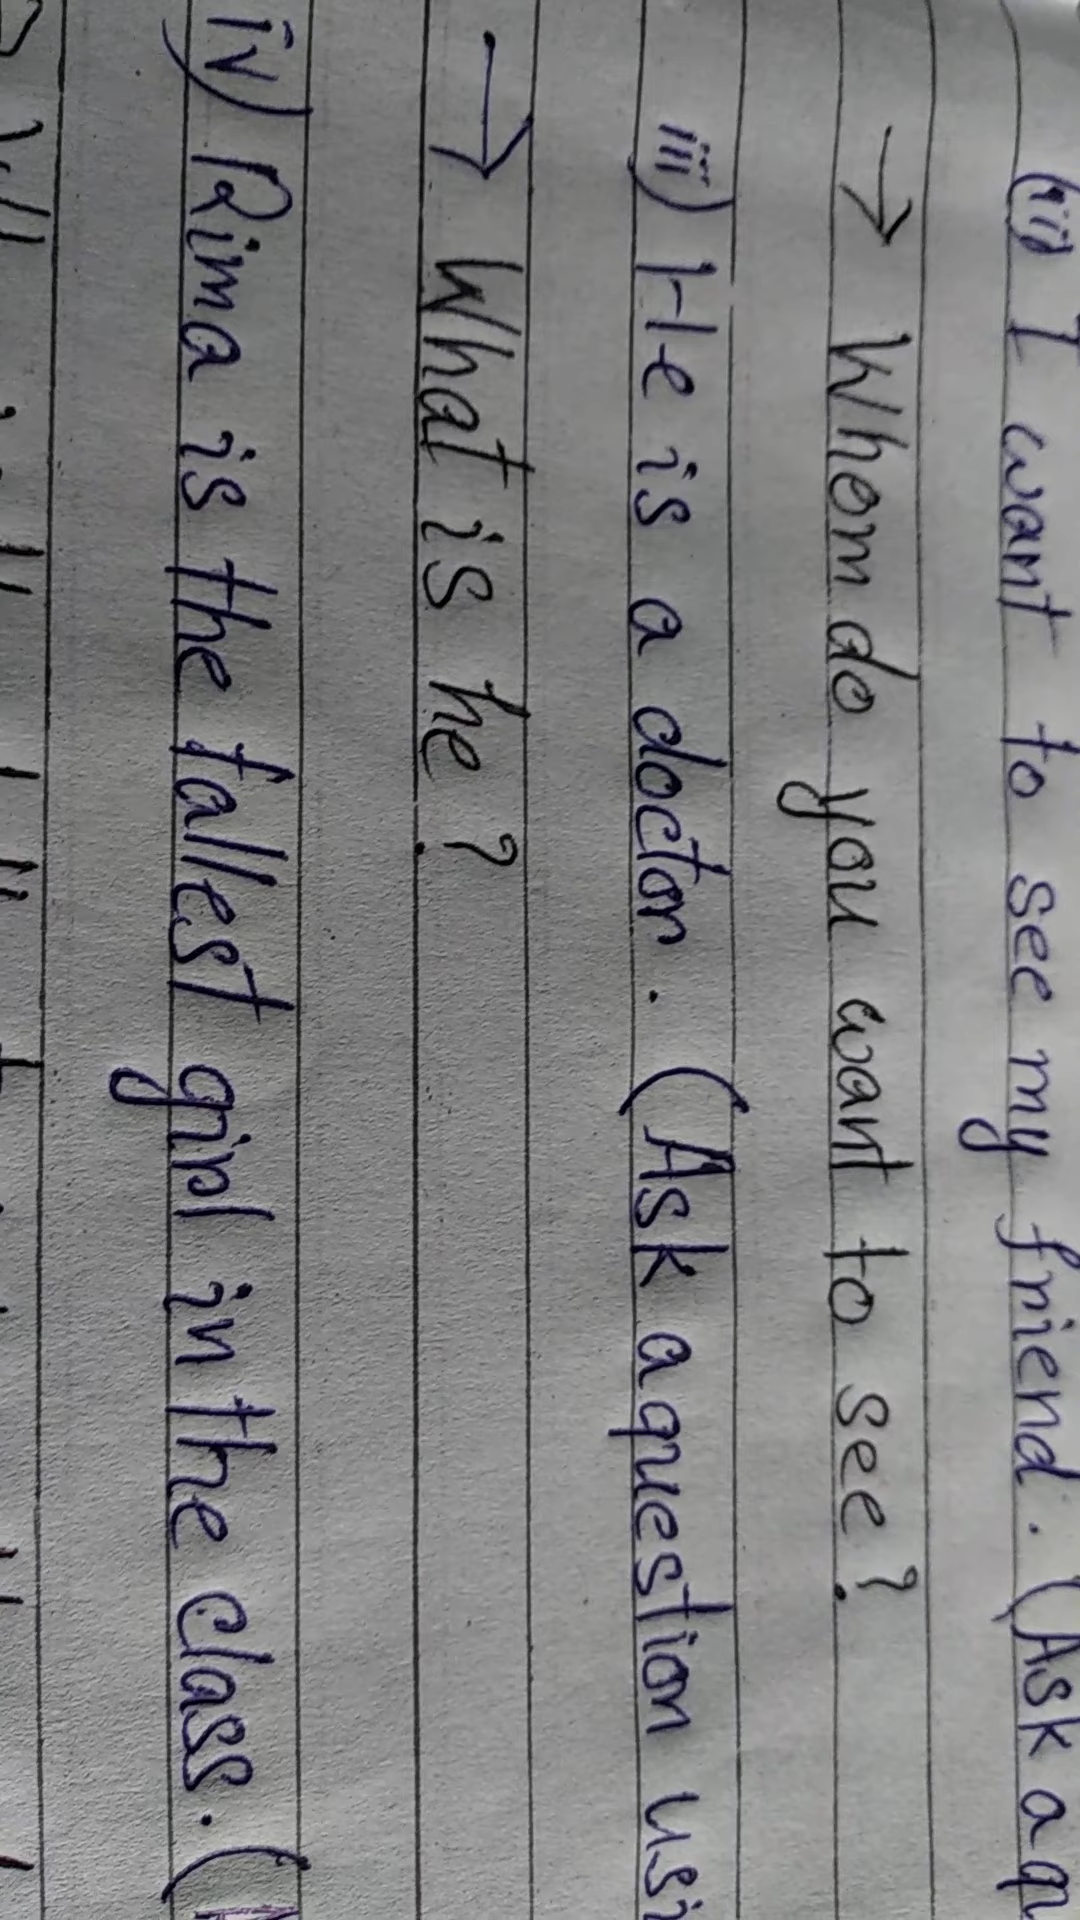 (ii) I want to see my friend. (Ask a
→ Whom do you want to see?
iii) He is a doctor. (Ask a question
→ What is he?
iv) Rima is the tallest girl in the class. (